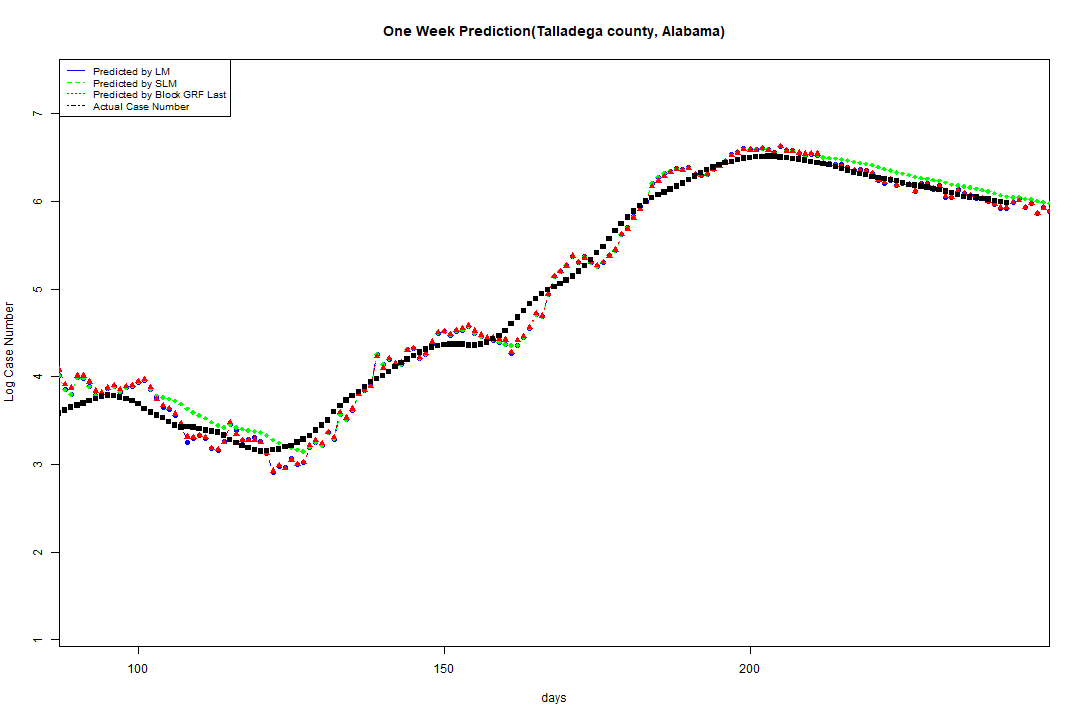 One Week Prediction(Talladega county, Alabama)
Predicted by LM
Predicted by SLM
Predicted by Block GRF Last
Actual Case Number
Log Case Number
7
6
5
4
3
2
1
100 150 200
days